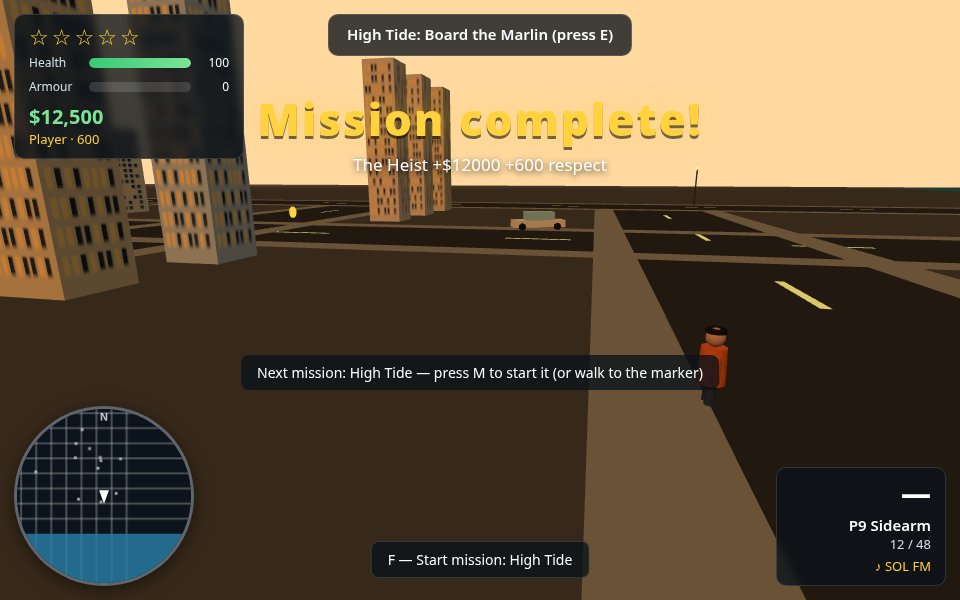 ☆☆☆☆☆
Health 100
Armour 0
$12,500
Player · 600
High Tide: Board the Marlin (press E)
Mission complete!
The Heist +$12000 +600 respect
Next mission: High Tide — press M to start it (or walk to the marker)
N
F — Start mission: High Tide
—
P9 Sidearm
12 / 48
♪ SOL FM